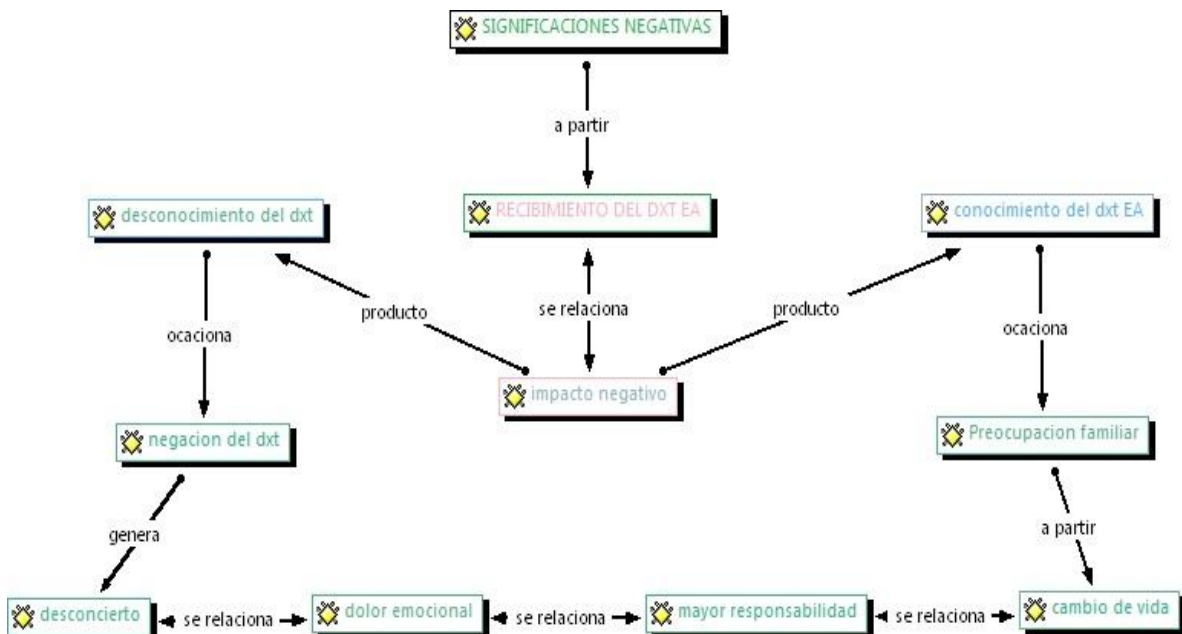 SIGNIFICACIONES NEGATIVAS
a partir
desconocimiento del dxt
RECIBIMIENTO DEL DXT EA
conocimiento del dxt EA
producto
se relaciona
producto
ocaciona
ocaciona
impacto negativo
negacion del dxt
Preocupacion familiar
genera
a partir
desconcierto
se relaciona
dolor emocional
se relaciona
mayor responsabilidad
se relaciona
cambio de vida